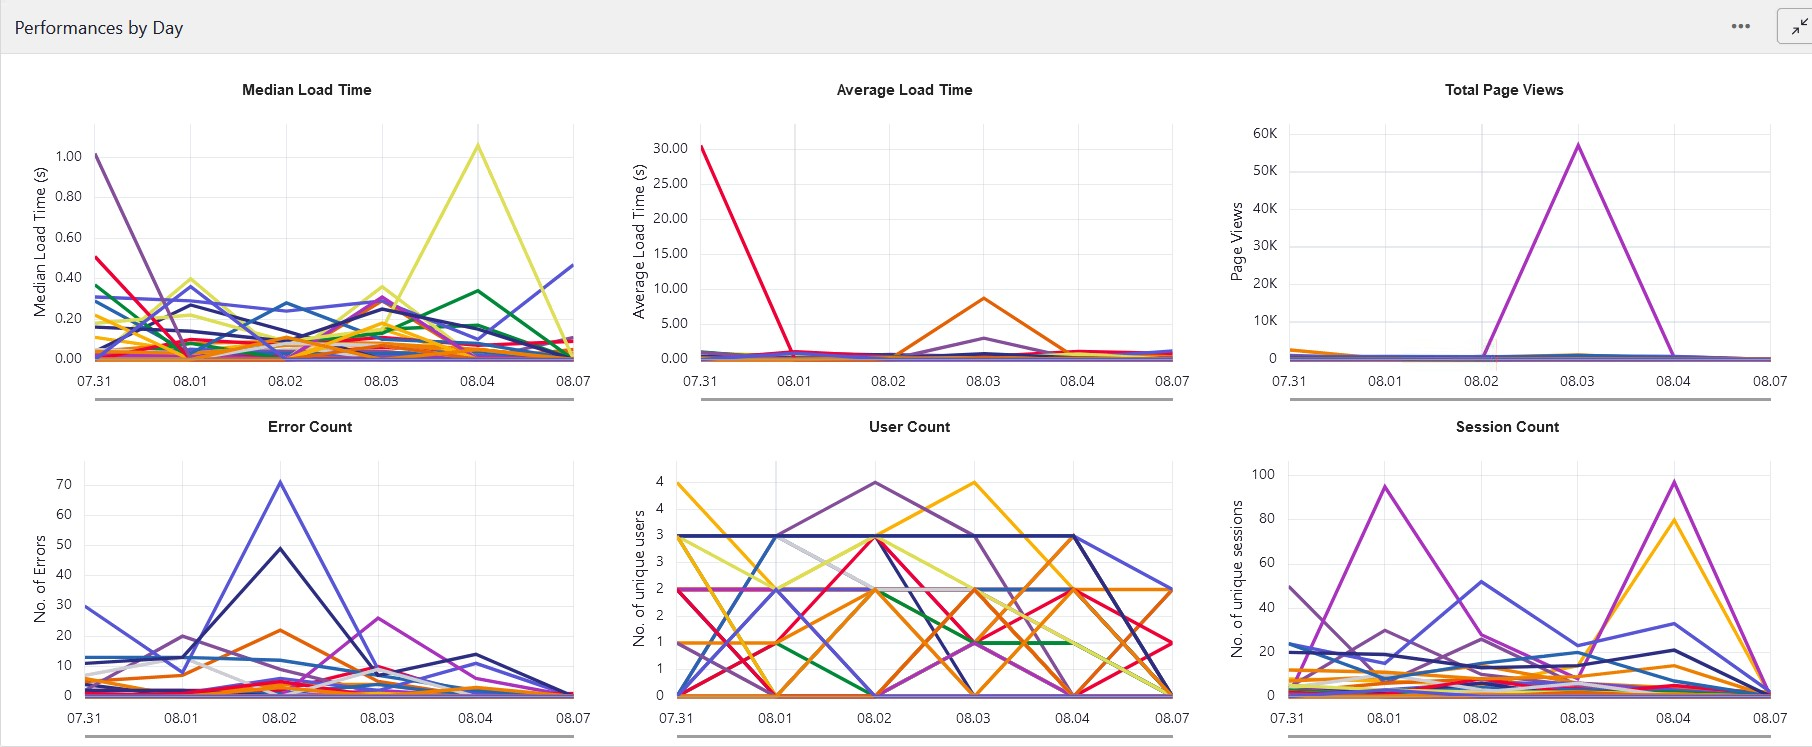 Performances by Day
Median Load Time
Median Load Time (s)
1.00
0.80
0.60
0.40
0.20
0.00
07.31 08.01 08.02 08.03 08.04 08.07
Average Load Time
Average Load Time (s)
30.00
25.00
20.00
15.00
10.00
5.00
0.00
07.31 08.01 08.02 08.03 08.04 08.07
Total Page Views
Page Views
60K
50K
40K
30K
20K
10K
0
07.31 08.01 08.02 08.03 08.04 08.07
Error Count
No. of Errors
70
60
50
40
30
20
10
0
07.31 08.01 08.02 08.03 08.04 08.07
User Count
No. of unique users
4
4
3
3
2
2
1
1
0
07.31 08.01 08.02 08.03 08.04 08.07
Session Count
No. of unique sessions
100
80
60
40
20
0
07.31 08.01 08.02 08.03 08.04 08.07